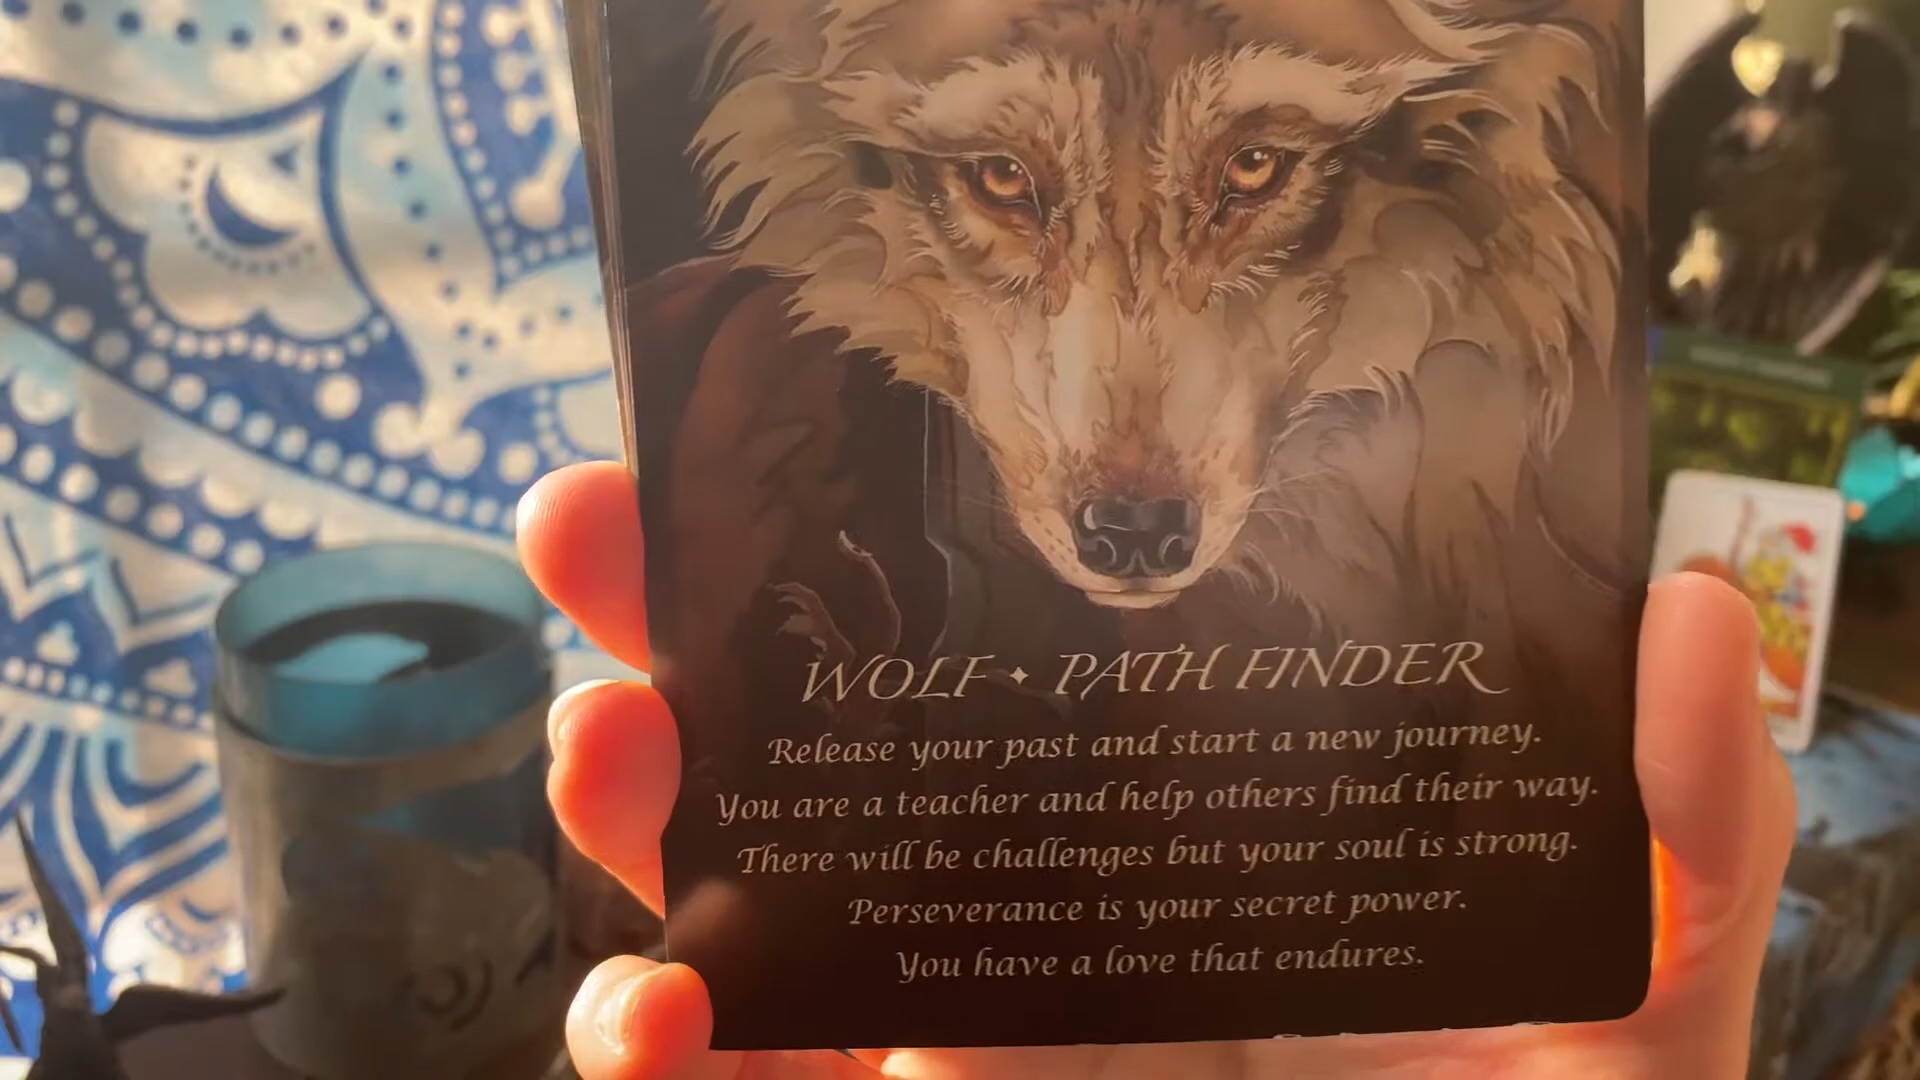 WOLF ✦ PATH FINDER
Release your past and start a new journey.
You are a teacher and help others find their way.
There will be challenges but your soul is strong.
Perseverance is your secret power.
You have a love that endures.